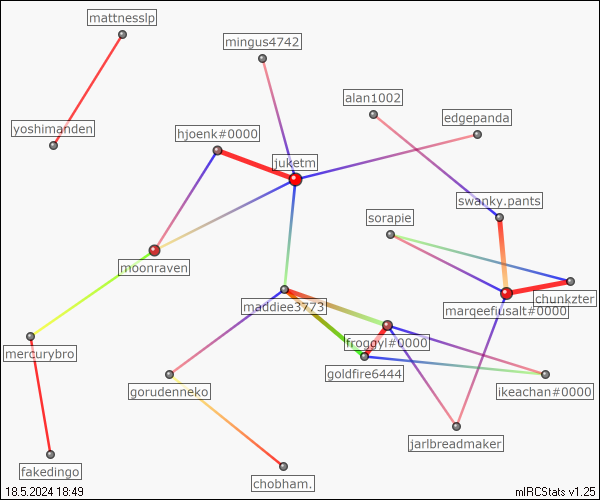 mattnesslp
mingus4742
alan1002
edgepanda
yoshimanden
hjoenk#0000
juketm
swanky.pants
sorapie
moonraven
chunkzter
maddiee3773
marqeefiusalt#0000
froggyl#0000
mercurybro
goldfire6444
gorudenneko
ikeachan#0000
jarlbreadmaker
fakedingo
chobham.
18.5.2024 18:49
mIRCStats v1.25